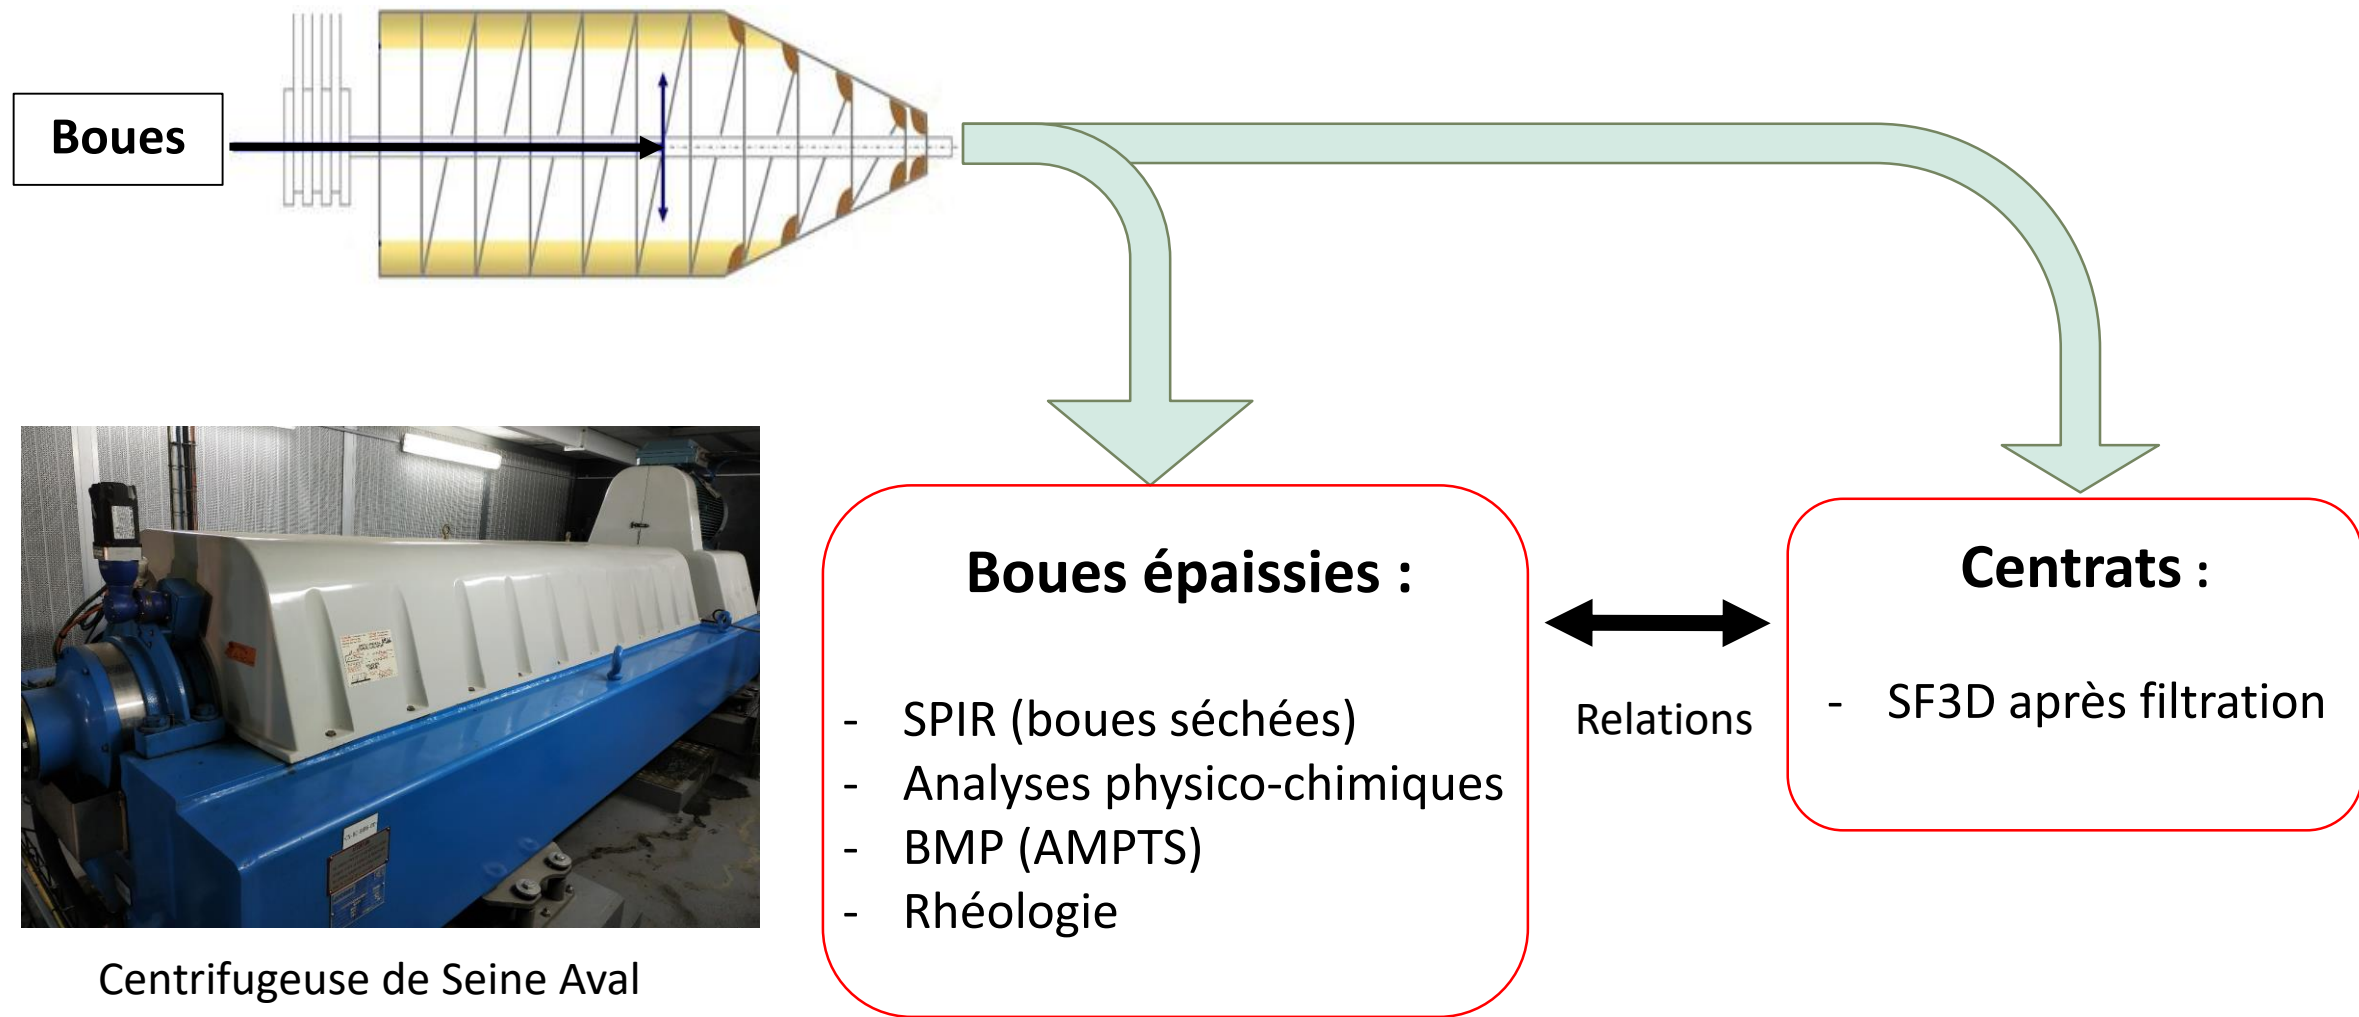 Boues
Boues épaissies :
- SPIR (boues séchées)
- Analyses physico-chimiques
- BMP (AMPTS)
- Rhéologie
Relations
Centrats :
- SF3D après filtration
Centrifugeuse de Seine Aval